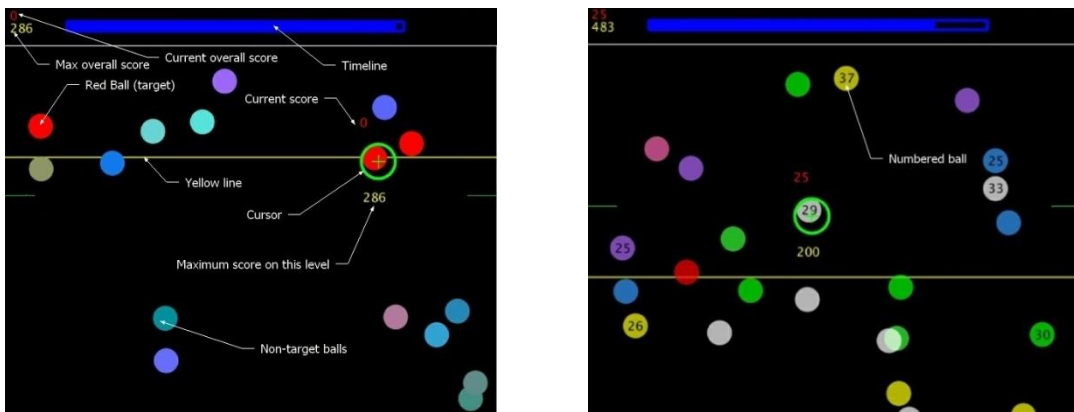 0
286
Max overall score
Current overall score
Timeline
Red Ball (target)
Current score
0
Yellow line
Cursor
286
Maximum score on this level
Non-target balls
25
483
37
Numbered ball
25
33
25
29
25
200
26
30